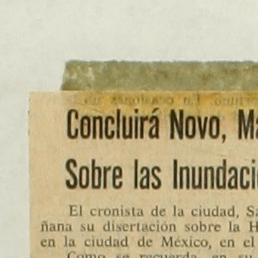 Concluirá Novo, Ma
Sobre las Inundacio
El cronista de la ciudad, Sa
ñana su disertación sobre la H
en la ciudad de México, en el
Como se recuerda, en su